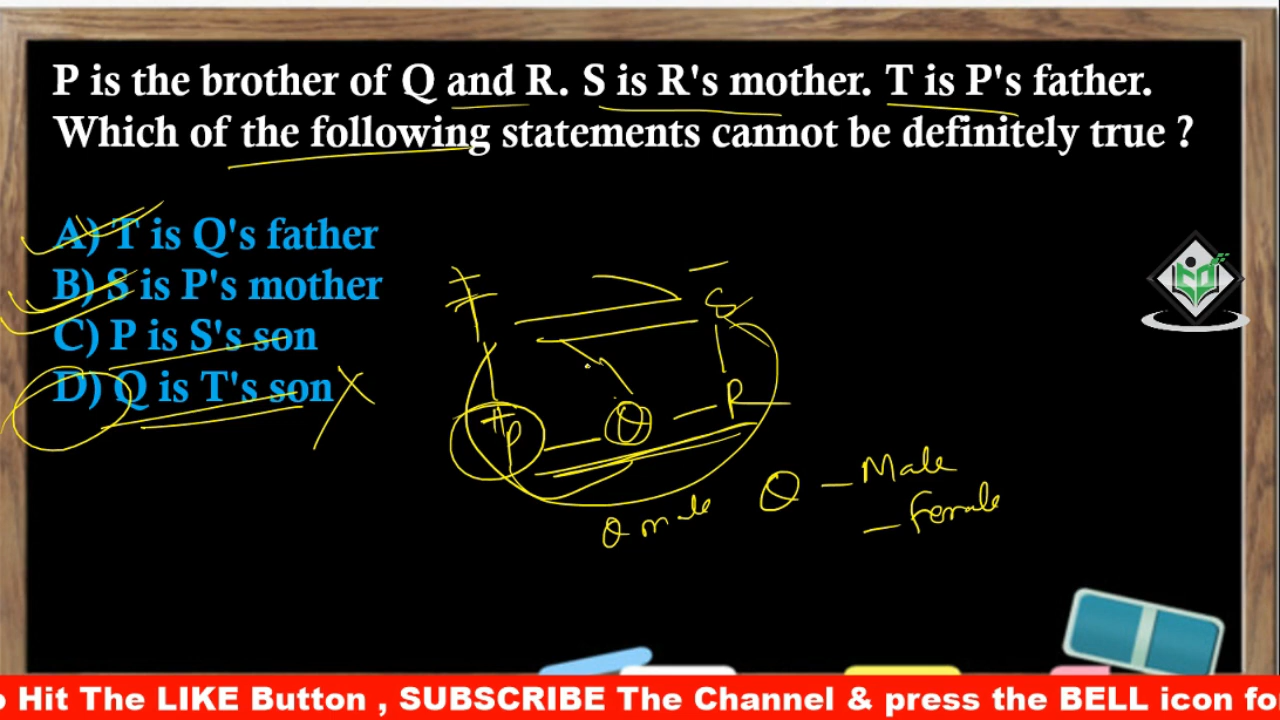 P is the brother of Q and R. S is R's mother. T is P's father.
Which of the following statements cannot be definitely true ?
A) T is Q's father
B) S is P's mother
C) P is S's son
D) Q is T's son
S
R
P
Q
Q - Male
- Female
Q male
o Hit The LIKE Button , SUBSCRIBE The Channel & press the BELL icon fo